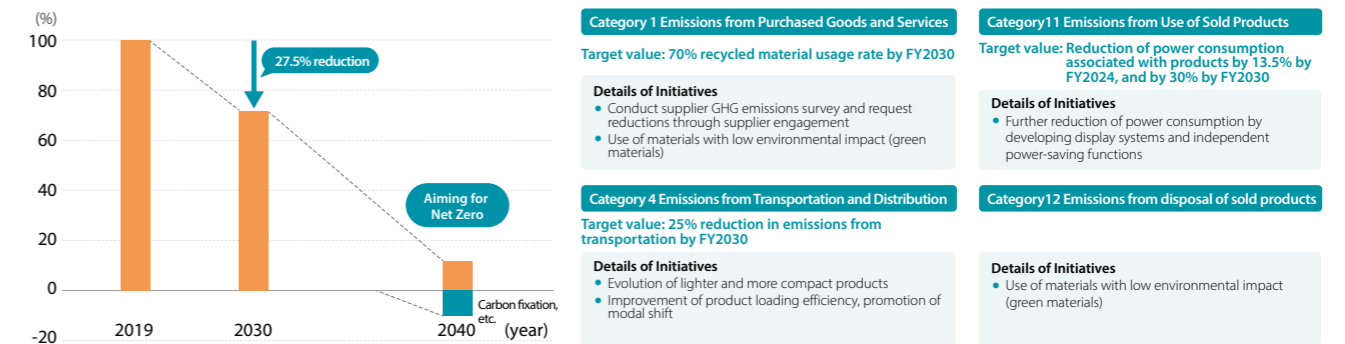 (%)
100
80
60
40
20
0
-20
27.5% reduction
Aiming for
Net Zero
Carbon fixation,
etc.
2019
2030
2040
(year)
Category 1 Emissions from Purchased Goods and Services
Target value: 70% recycled material usage rate by FY2030
Details of Initiatives
• Conduct supplier GHG emissions survey and request
reductions through supplier engagement
• Use of materials with low environmental impact (green
materials)
Category11 Emissions from Use of Sold Products
Target value: Reduction of power consumption
associated with products by 13.5% by
FY2024, and by 30% by FY2030
Details of Initiatives
• Further reduction of power consumption by
developing display systems and independent
power-saving functions
Category 4 Emissions from Transportation and Distribution
Target value: 25% reduction in emissions from
transportation by FY2030
Details of Initiatives
• Evolution of lighter and more compact products
• Improvement of product loading efficiency, promotion of
modal shift
Category12 Emissions from disposal of sold products
Details of Initiatives
• Use of materials with low environmental impact
(green materials)